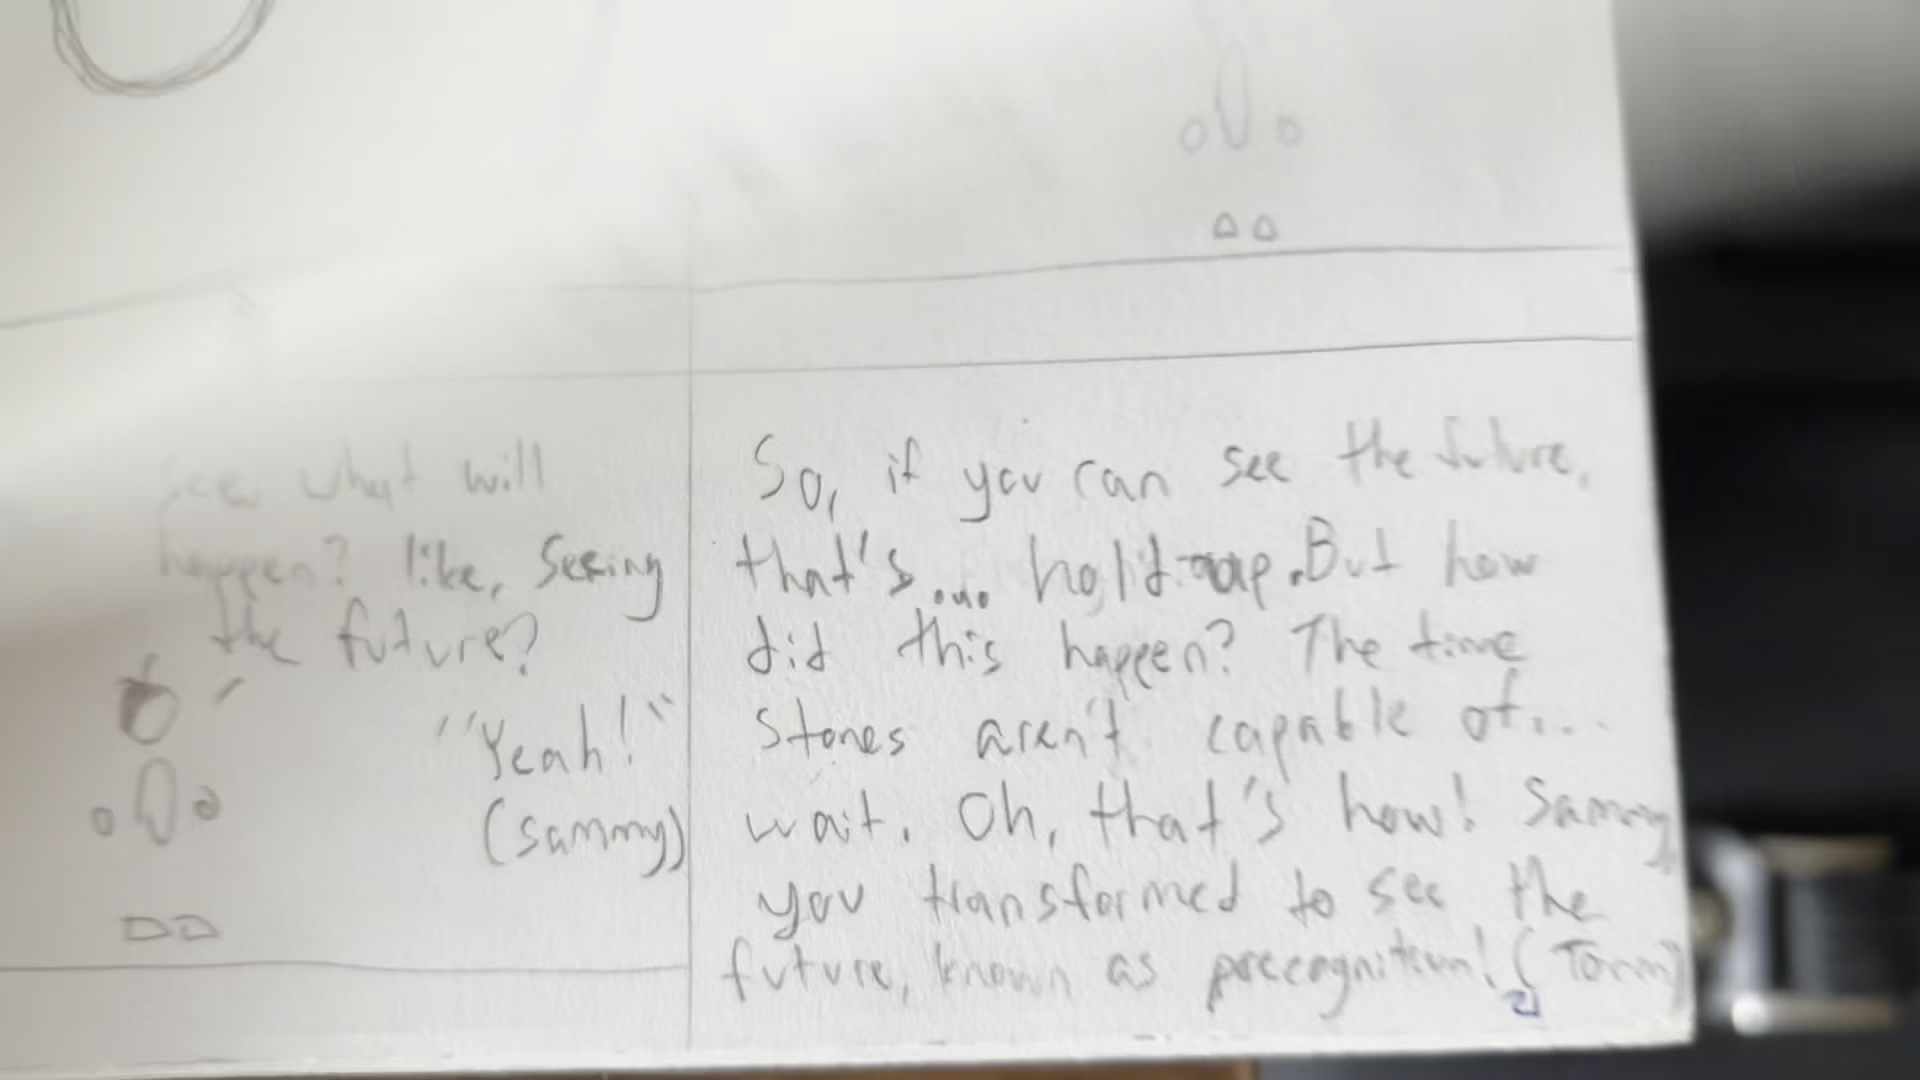 see what will
happen? like, seeing
the future?
"Yeah!"
(sammy)
So, if you can see the future,
that's... hold up. But how
did this happen? The time
stones aren't capable of...
wait. Oh, that's how! Sammy,
you transformed to see the
future, known as precognition! (Tommy)